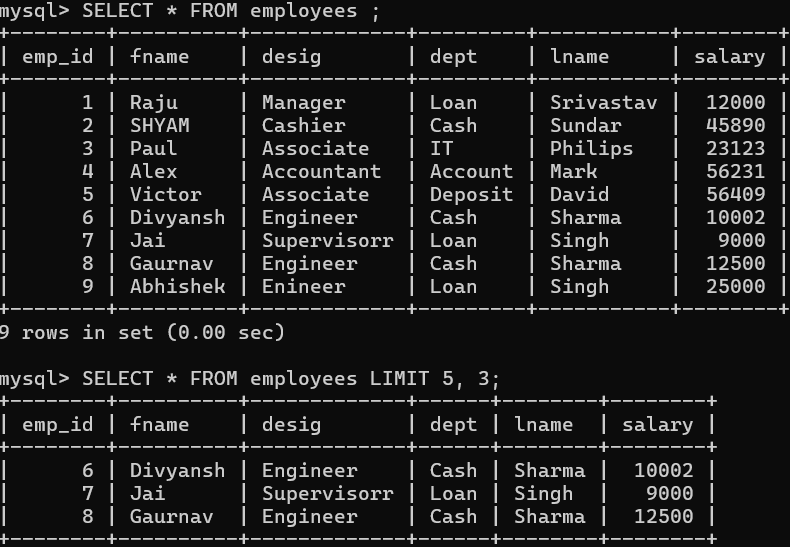 mysql> SELECT * FROM employees ;
+--------+----------+-------------+---------+-----------+--------+
| emp_id | fname    | desig       | dept    | lname     | salary |
+--------+----------+-------------+---------+-----------+--------+
|      1 | Raju     | Manager     | Loan    | Srivastav |  12000 |
|      2 | SHYAM    | Cashier     | Cash    | Sundar    |  45890 |
|      3 | Paul     | Associate   | IT      | Philips   |  23123 |
|      4 | Alex     | Accountant  | Account | Mark      |  56231 |
|      5 | Victor   | Associate   | Deposit | David     |  56409 |
|      6 | Divyansh | Engineer    | Cash    | Sharma    |  10002 |
|      7 | Jai      | Supervisorr | Loan    | Singh     |   9000 |
|      8 | Gaurnav  | Engineer    | Cash    | Sharma    |  12500 |
|      9 | Abhishek | Enineer     | Loan    | Singh     |  25000 |
+--------+----------+-------------+---------+-----------+--------+
9 rows in set (0.00 sec)
mysql> SELECT * FROM employees LIMIT 5, 3;
+--------+----------+-------------+------+--------+--------+
| emp_id | fname    | desig       | dept | lname  | salary |
+--------+----------+-------------+------+--------+--------+
|      6 | Divyansh | Engineer    | Cash | Sharma |  10002 |
|      7 | Jai      | Supervisorr | Loan | Singh  |   9000 |
|      8 | Gaurnav  | Engineer    | Cash | Sharma |  12500 |
+--------+----------+-------------+------+--------+--------+